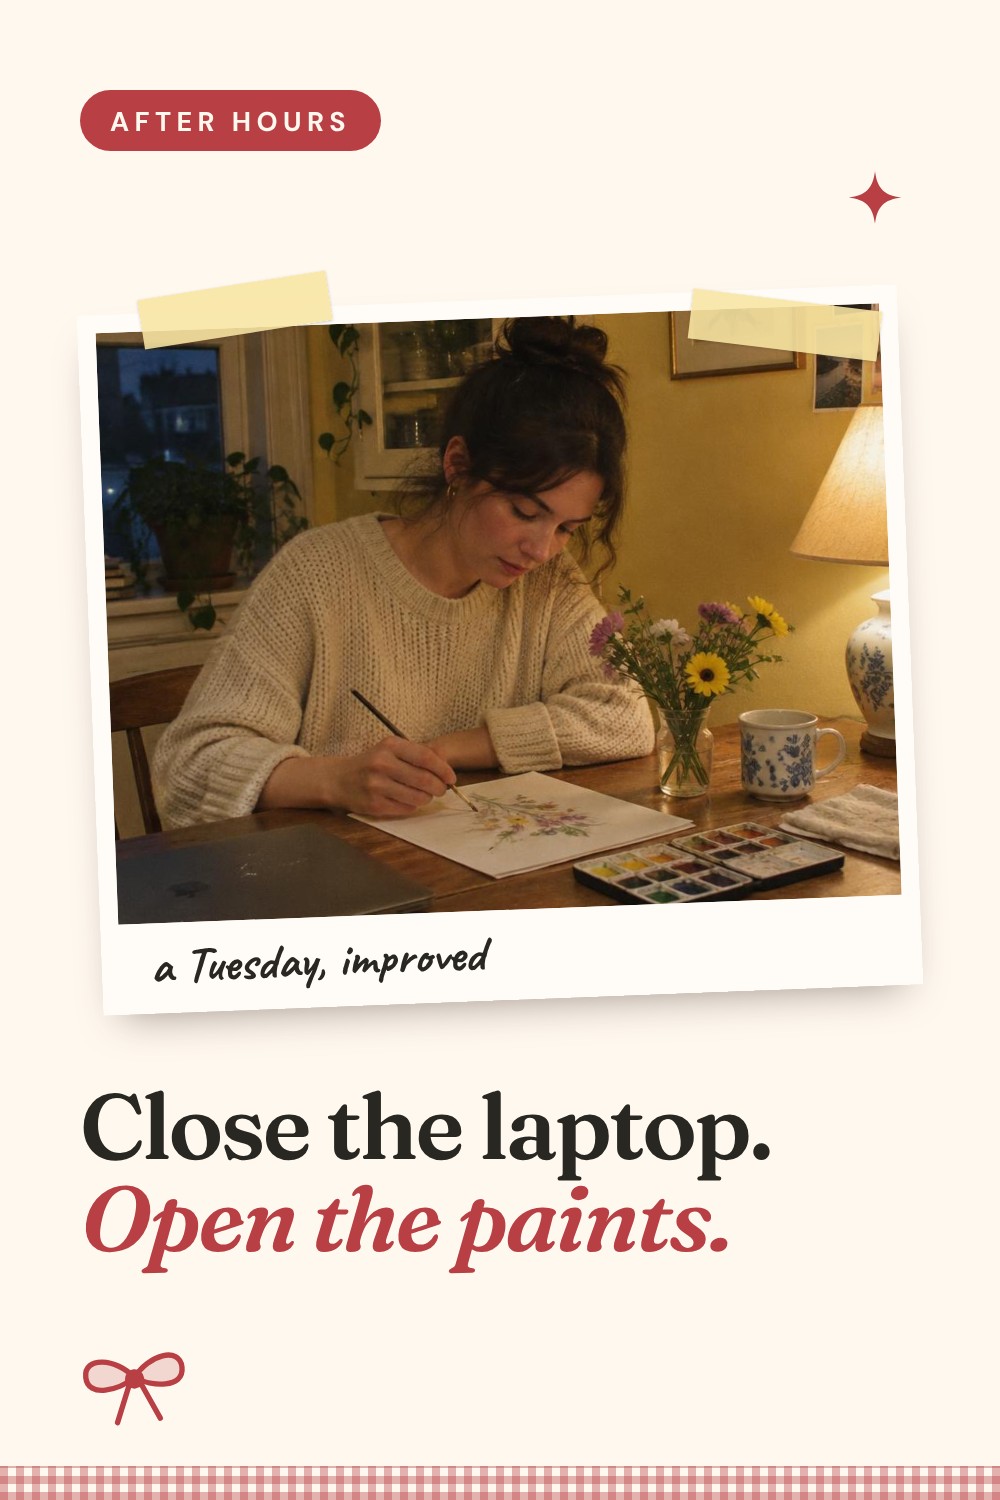 AFTER HOURS
a Tuesday, improved
Close the laptop.
Open the paints.